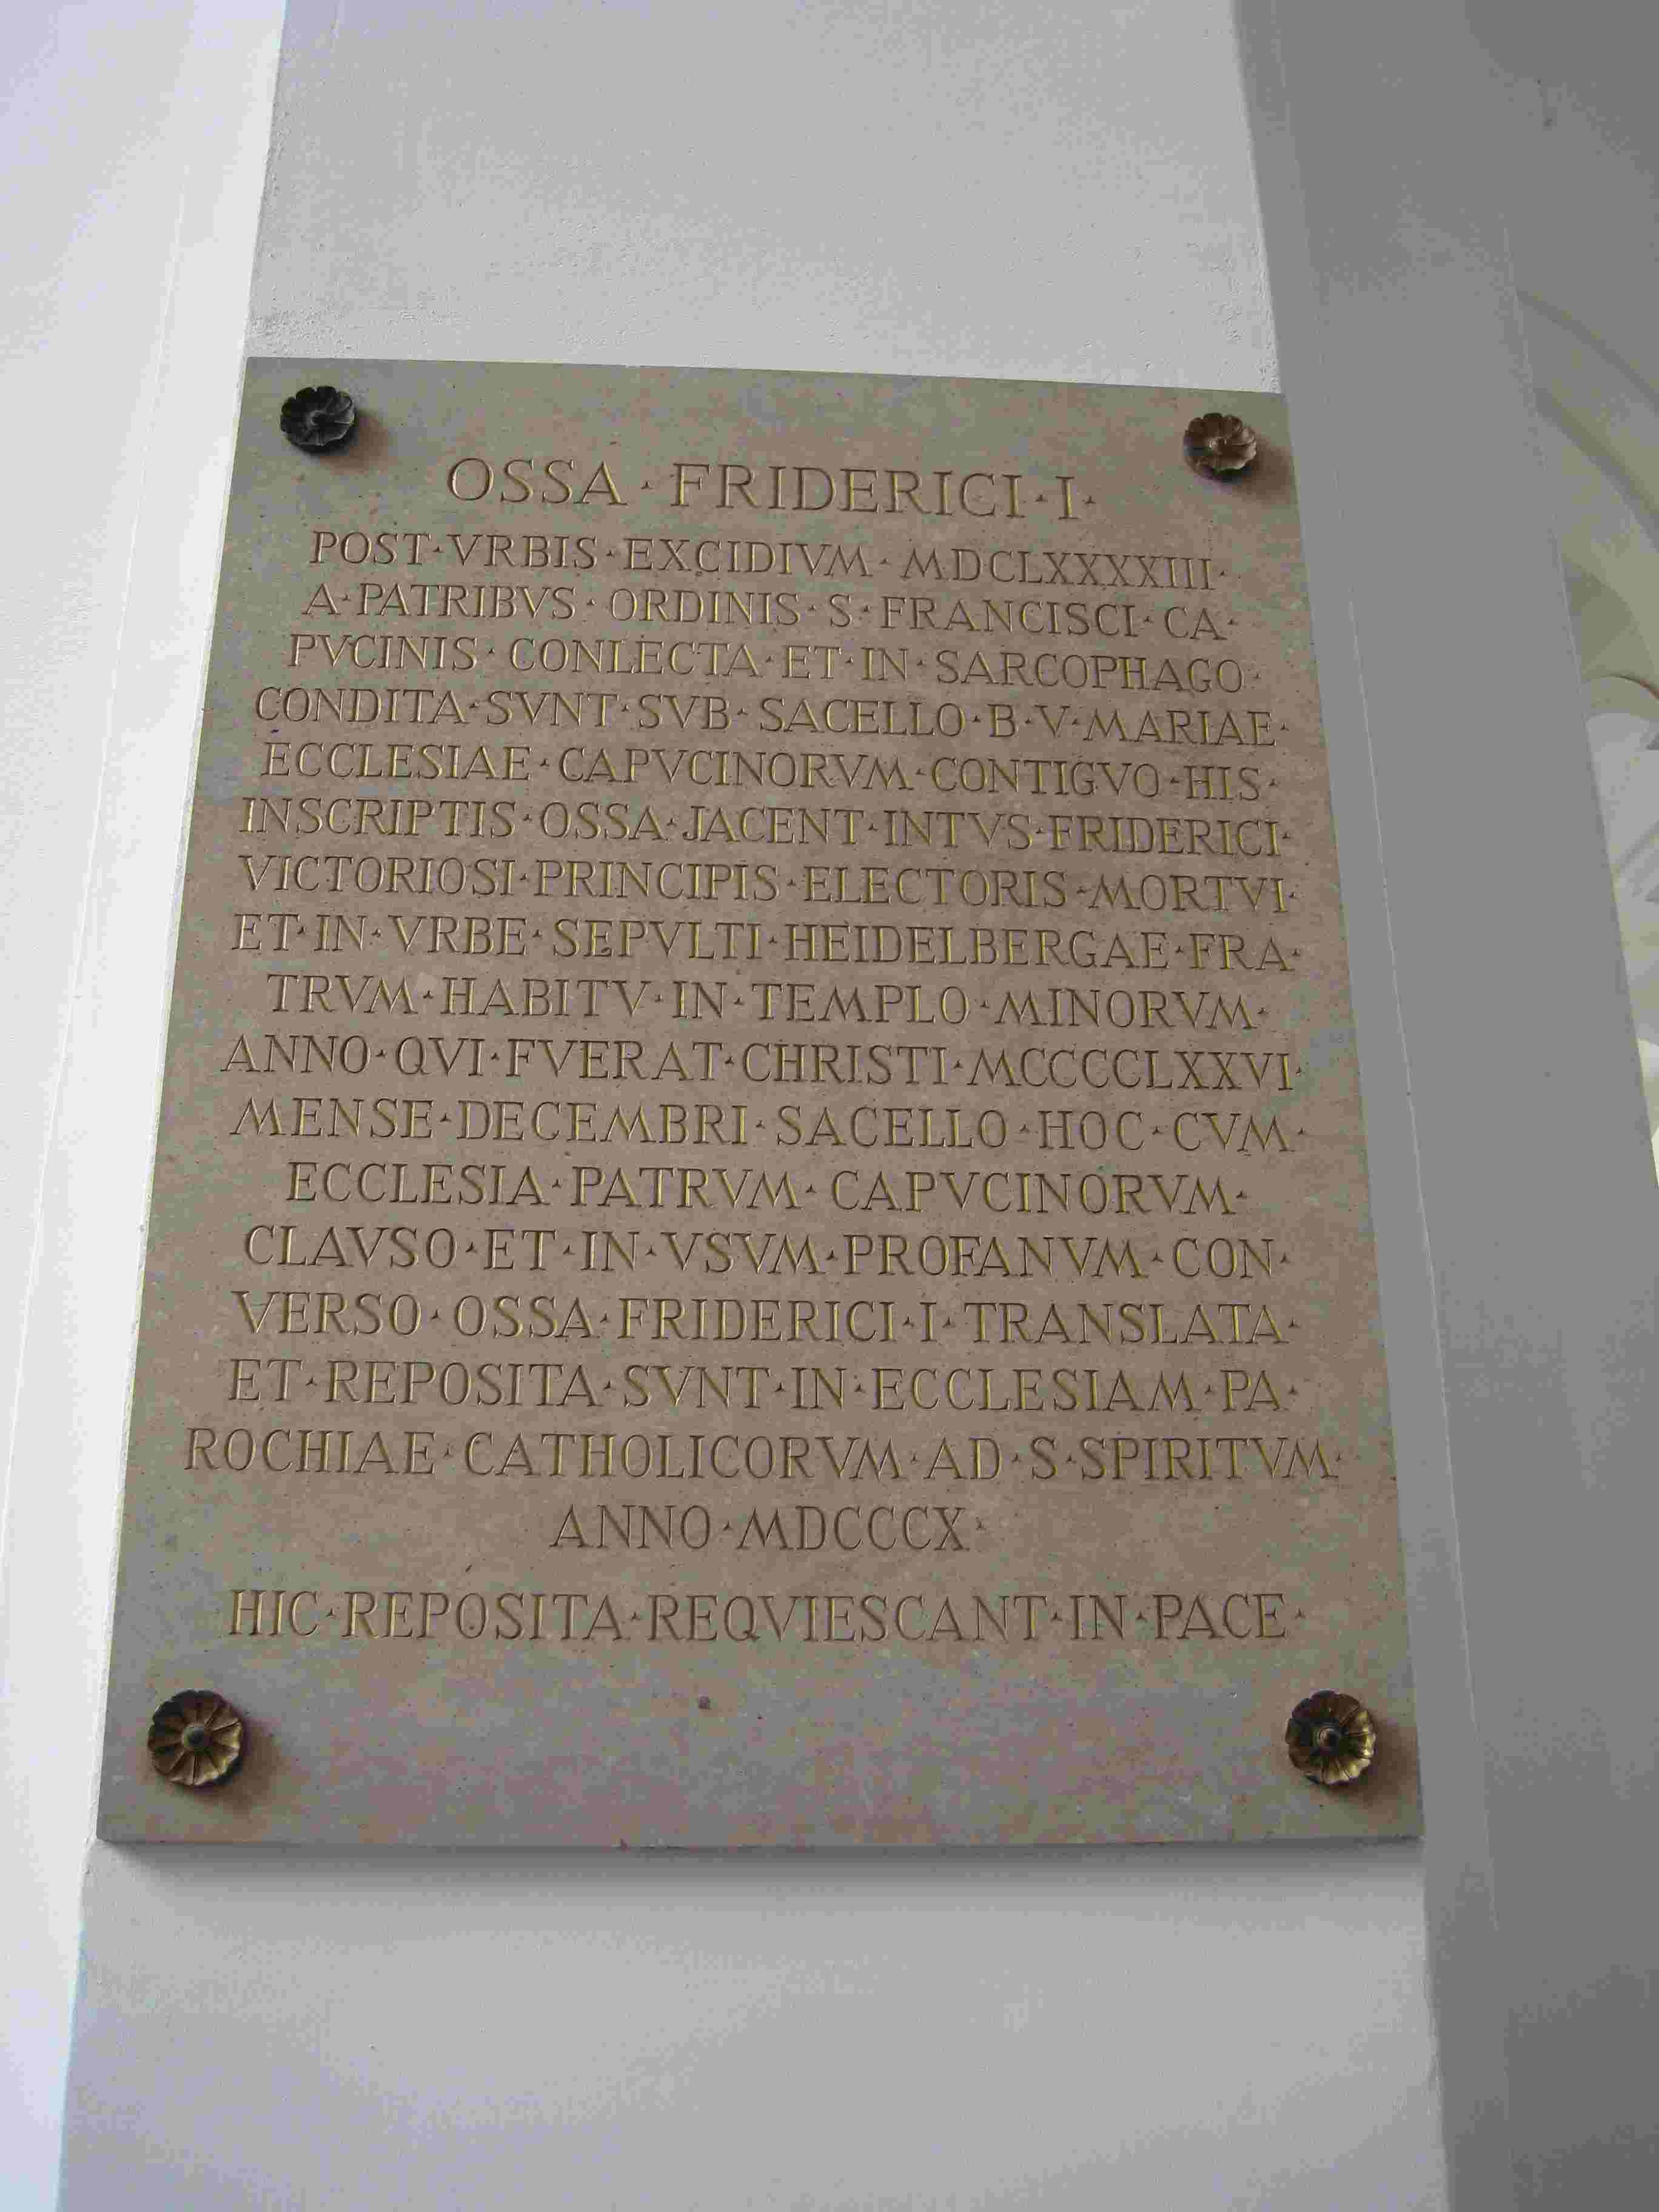 OSSA · FRIDERICI · I ·
POST · VRBIS · EXCIDIVM · MDCLXXXXIII ·
A · PATRIBVS · ORDINIS · S · FRANCISCI · CA ·
PVCINIS · CONLECTA · ET · IN · SARCOPHAGO ·
CONDITA · SVNT · SVB · SACELLO · B · V · MARIAE ·
ECCLESIAE · CAPVCINORVM · CONTIGVO · HIS ·
INSCRIPTIS · OSSA · JACENT · INTVS · FRIDERICI ·
VICTORIOSI · PRINCIPIS · ELECTORIS · MORTVI ·
ET · IN · VRBE · SEPVLTI · HEIDELBERGAE · FRA ·
TRVM · HABITV · IN · TEMPLO · MINORVM ·
ANNO · QVI · FVERAT · CHRISTI · MCCCCLXXVI ·
MENSE · DECEMBRI · SACELLO · HOC · CVM ·
ECCLESIA · PATRVM · CAPVCINORVM ·
CLAVSO · ET · IN · VSVM · PROFANVM · CON ·
VERSO · OSSA · FRIDERICI · I · TRANSLATA ·
ET · REPOSITA · SVNT · IN · ECCLESIAM · PA ·
ROCHIAE · CATHOLICORVM · AD · S · SPIRITVM ·
ANNO · MDCCCX ·
HIC · REPOSITA · REQVIESCANT · IN · PACE ·